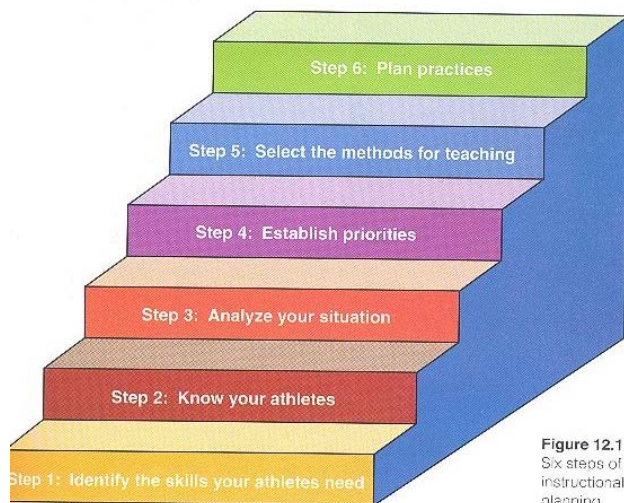 Step 6: Plan practices
Step 5: Select the methods for teaching
Step 4: Establish priorities
Step 3: Analyze your situation
Step 2: Know your athletes
Step 1: Identify the skills your athletes need
Figure 12.1
Six steps of
instructional
planning